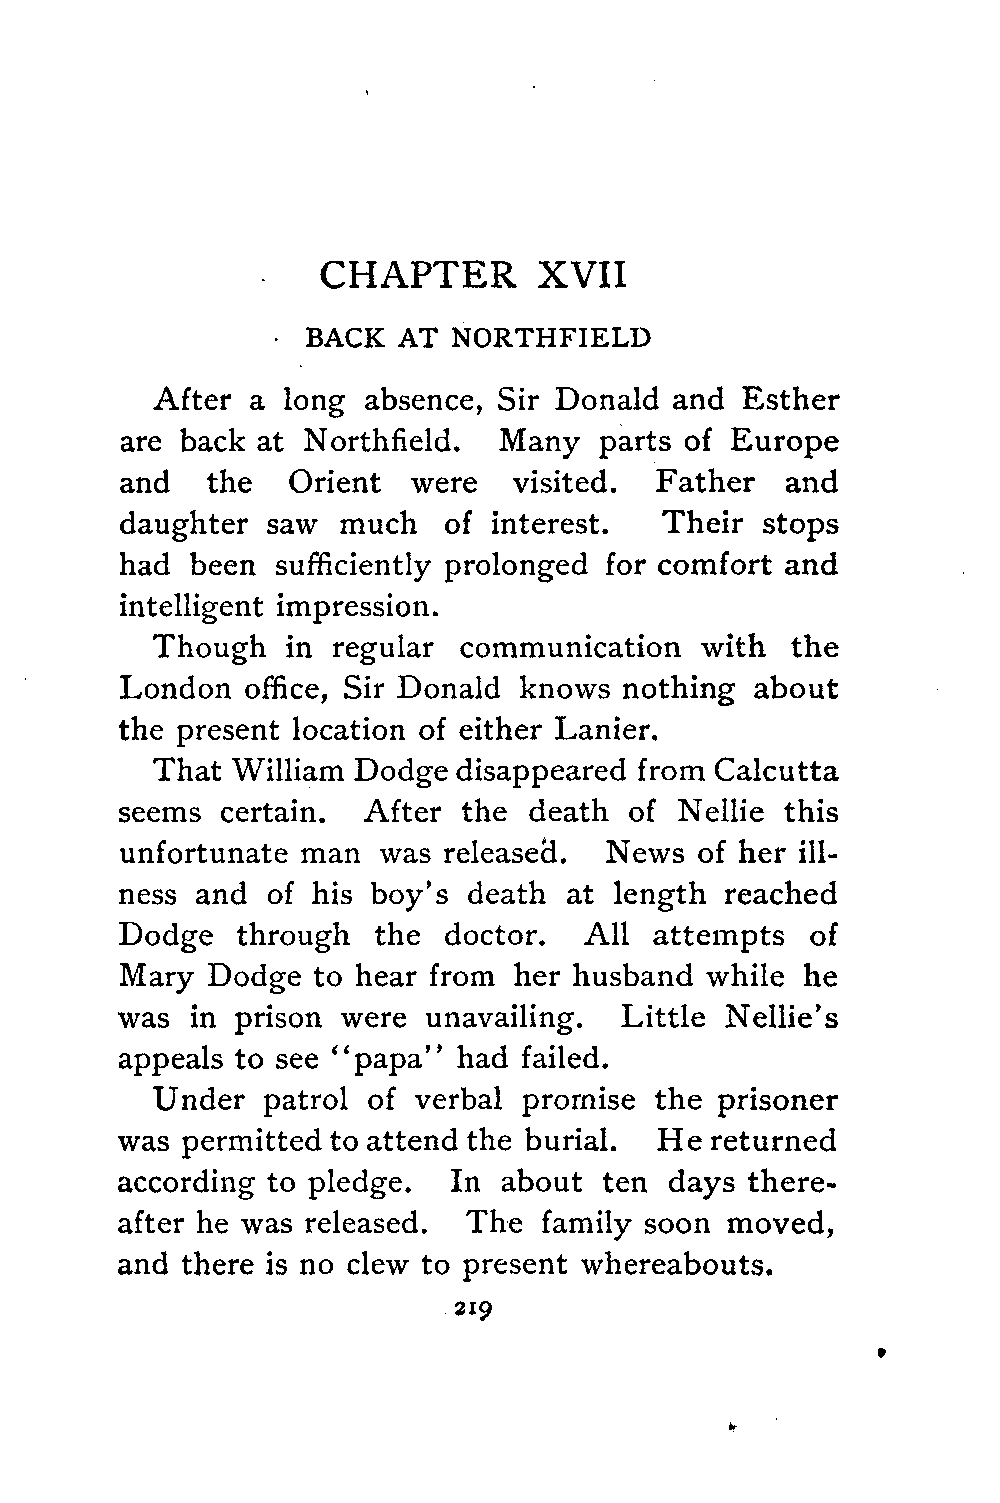 CHAPTER XVII
BACK AT NORTHFIELD
After a long absence, Sir Donald and Esther
are back at Northfield. Many parts of Europe
and the Orient were visited. Father and
daughter saw much of interest. Their stops
had been sufficiently prolonged for comfort and
intelligent impression.
Though in regular communication with the
London office, Sir Donald knows nothing about
the present location of either Lanier.
That William Dodge disappeared from Calcutta
seems certain. After the death of Nellie this
unfortunate man was released. News of her ill-
ness and of his boy's death at length reached
Dodge through the doctor. All attempts of
Mary Dodge to hear from her husband while he
was in prison were unavailing. Little Nellie's
appeals to see "papa" had failed.
Under patrol of verbal promise the prisoner
was permitted to attend the burial. He returned
according to pledge. In about ten days there-
after he was released. The family soon moved,
and there is no clew to present whereabouts.
219